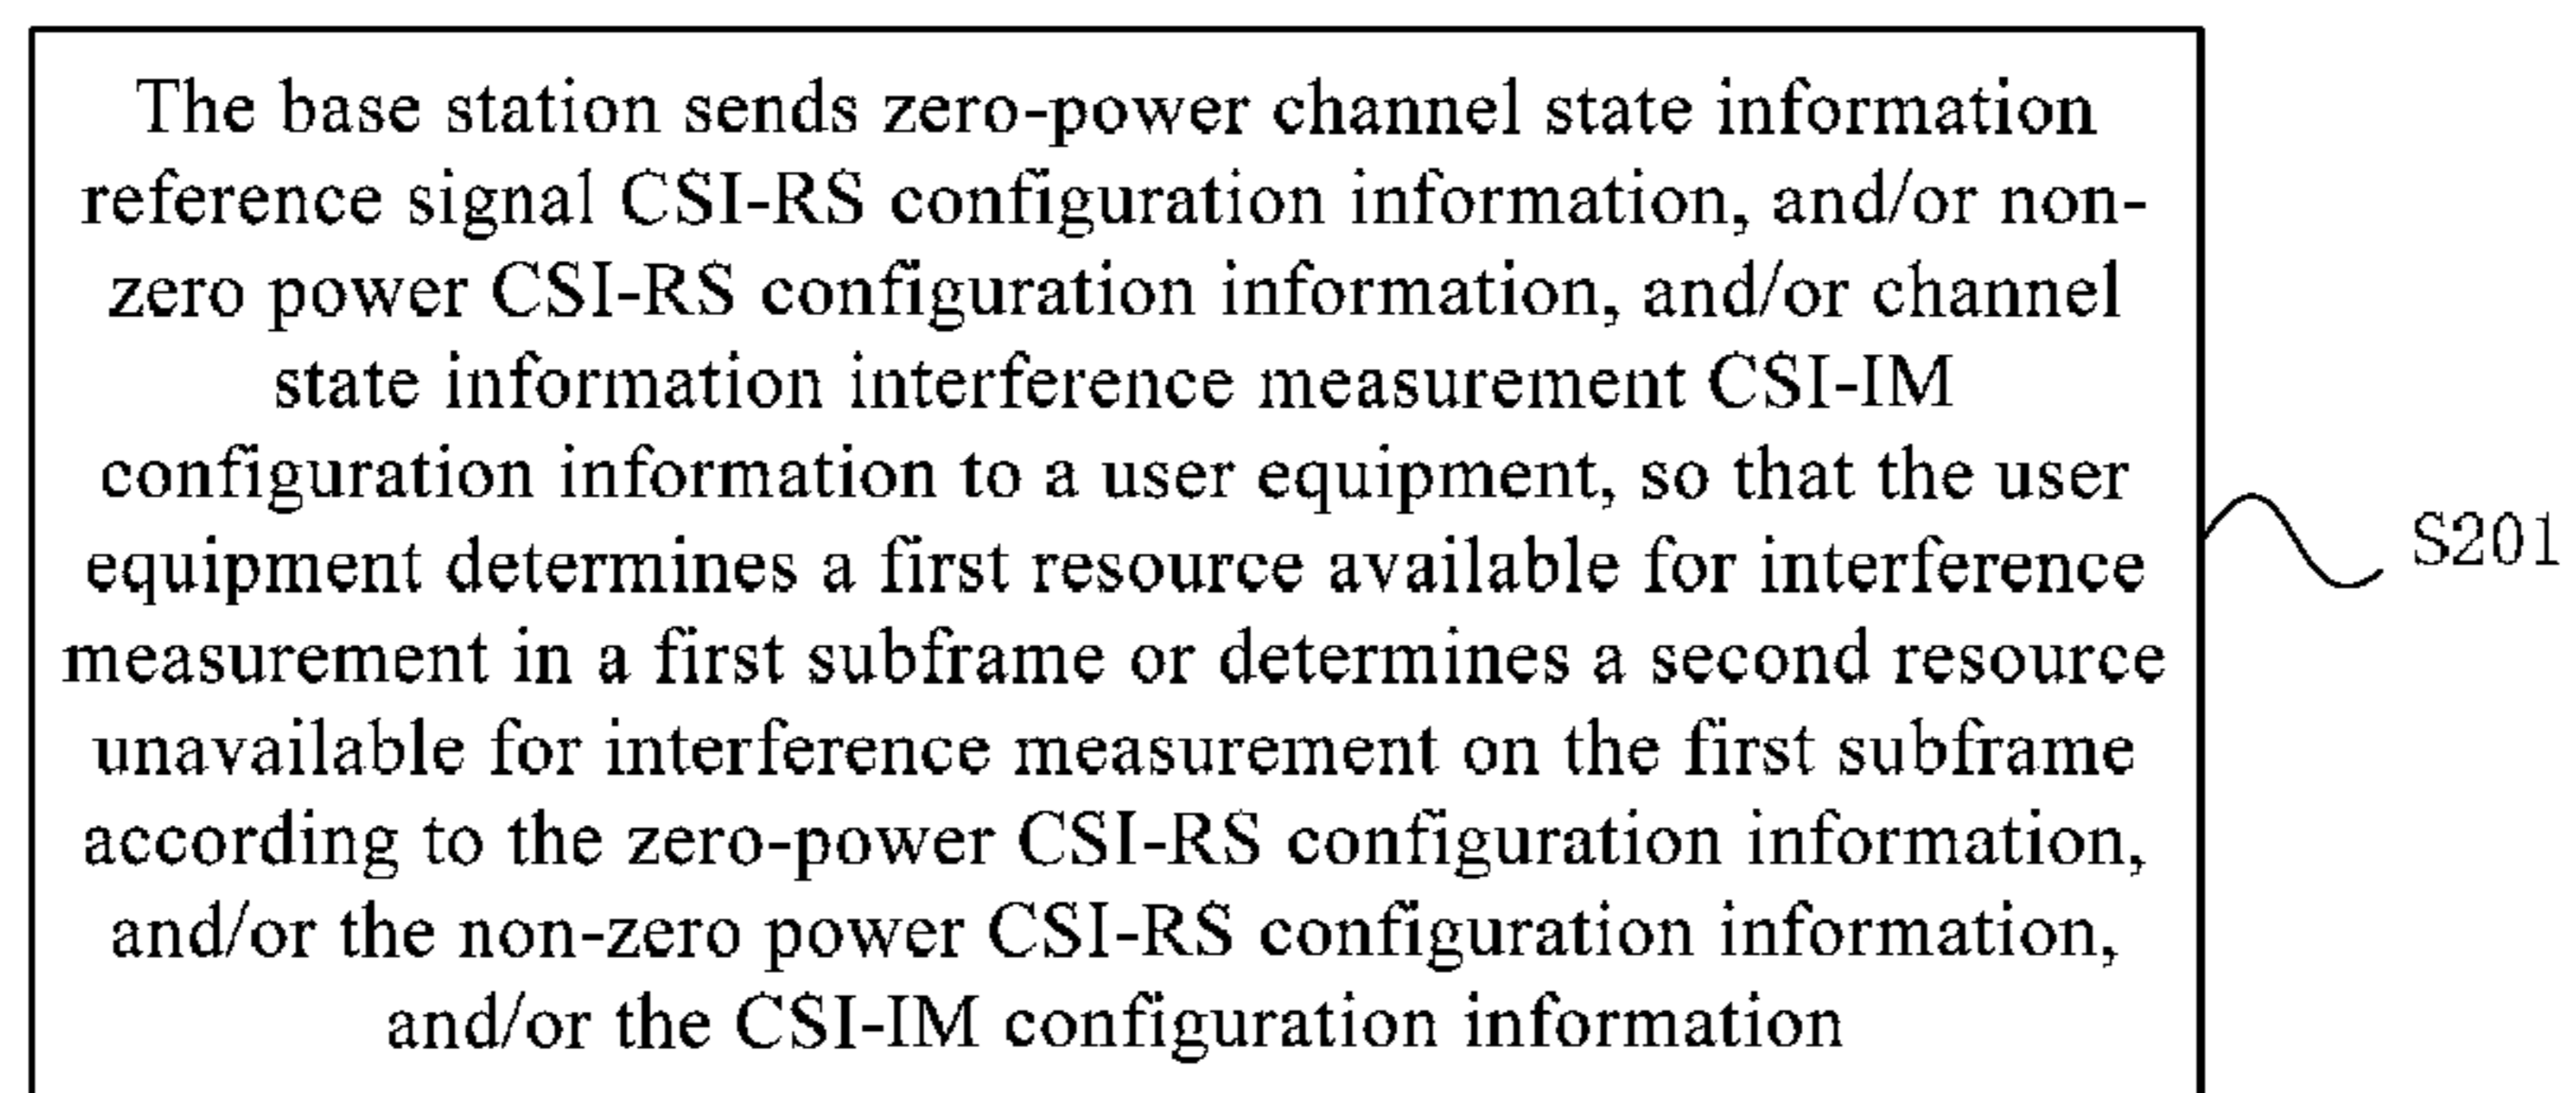 The base station sends zero-power channel state information
reference signal CSI-RS configuration information, and/or non-
zero power CSI-RS configuration information, and/or channel
state information interference measurement CSI-IM
configuration information to a user equipment, so that the user
equipment determines a first resource available for interference
measurement in a first subframe or determines a second resource
unavailable for interference measurement on the first subframe
according to the zero-power CSI-RS configuration information,
and/or the non-zero power CSI-RS configuration information,
and/or the CSI-IM configuration information
S201